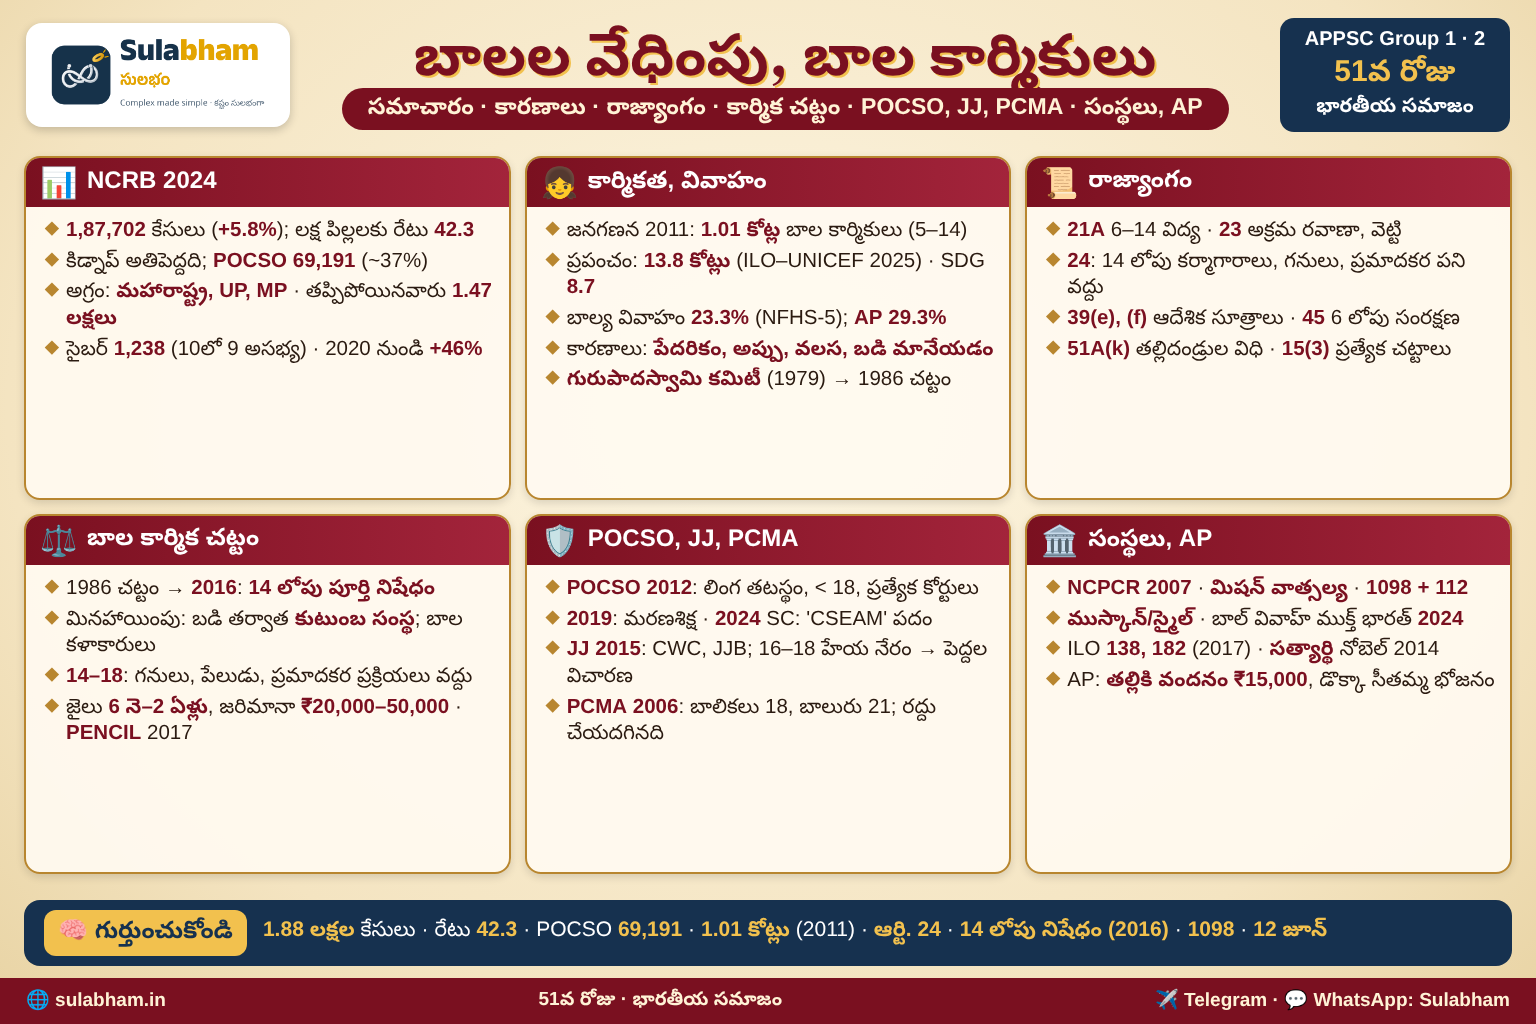 Sulabham
సులభం
Complex made simple · కష్టం సులభంగా
బాలల వేధింపు, బాల కార్మికులు
సమాచారం · కారణాలు · రాజ్యాంగం · కార్మిక చట్టం · POCSO, JJ, PCMA · సంస్థలు, AP
APPSC Group 1 · 2
51వ రోజు
భారతీయ సమాజం
📊 NCRB 2024
◆ 1,87,702 కేసులు (+5.8%); లక్ష పిల్లలకు రేటు 42.3
◆ కిడ్నాప్ అతిపెద్దది; POCSO 69,191 (~37%)
◆ అగ్రం: మహారాష్ట్ర, UP, MP · తప్పిపోయినవారు 1.47
లక్షలు
◆ సైబర్ 1,238 (10లో 9 అసభ్య) · 2020 నుండి +46%
👧 కార్మికత, వివాహం
◆ జనగణన 2011: 1.01 కోట్ల బాల కార్మికులు (5–14)
◆ ప్రపంచం: 13.8 కోట్లు (ILO–UNICEF 2025) · SDG
8.7
◆ బాల్య వివాహం 23.3% (NFHS-5); AP 29.3%
◆ కారణాలు: పేదరికం, అప్పు, వలస, బడి మానేయడం
◆ గురుపాదస్వామి కమిటీ (1979) → 1986 చట్టం
📜 రాజ్యాంగం
◆ 21A 6–14 విద్య · 23 అక్రమ రవాణా, వెట్టి
◆ 24: 14 లోపు కర్మాగారాలు, గనులు, ప్రమాదకర పని
వద్దు
◆ 39(e), (f) ఆదేశిక సూత్రాలు · 45 6 లోపు సంరక్షణ
◆ 51A(k) తల్లిదండ్రుల విధి · 15(3) ప్రత్యేక చట్టాలు
⚖️ బాల కార్మిక చట్టం
◆ 1986 చట్టం → 2016: 14 లోపు పూర్తి నిషేధం
◆ మినహాయింపు: బడి తర్వాత కుటుంబ సంస్థ; బాల
కళాకారులు
◆ 14–18: గనులు, పేలుడు, ప్రమాదకర ప్రక్రియలు వద్దు
◆ జైలు 6 నె–2 ఏళ్లు, జరిమానా ₹20,000–50,000 ·
PENCIL 2017
🛡️ POCSO, JJ, PCMA
◆ POCSO 2012: లింగ తటస్థం, < 18, ప్రత్యేక కోర్టులు
◆ 2019: మరణశిక్ష · 2024 SC: 'CSEAM' పదం
◆ JJ 2015: CWC, JJB; 16–18 హేయ నేరం → పెద్దల
విచారణ
◆ PCMA 2006: బాలికలు 18, బాలురు 21; రద్దు
చేయదగినది
🏛️ సంస్థలు, AP
◆ NCPCR 2007 · మిషన్ వాత్సల్య · 1098 + 112
◆ ముస్కాన్/స్మైల్ · బాల్ వివాహ్ ముక్త్ భారత్ 2024
◆ ILO 138, 182 (2017) · సత్యార్థి నోబెల్ 2014
◆ AP: తల్లికి వందనం ₹15,000, డొక్కా సీతమ్మ భోజనం
🧠 గుర్తుంచుకోండి
1.88 లక్షల కేసులు · రేటు 42.3 · POCSO 69,191 · 1.01 కోట్లు (2011) · ఆర్టి. 24 · 14 లోపు నిషేధం (2016) · 1098 · 12 జూన్
🌐 sulabham.in
51వ రోజు · భారతీయ సమాజం
✈️ Telegram · 💬 WhatsApp: Sulabham